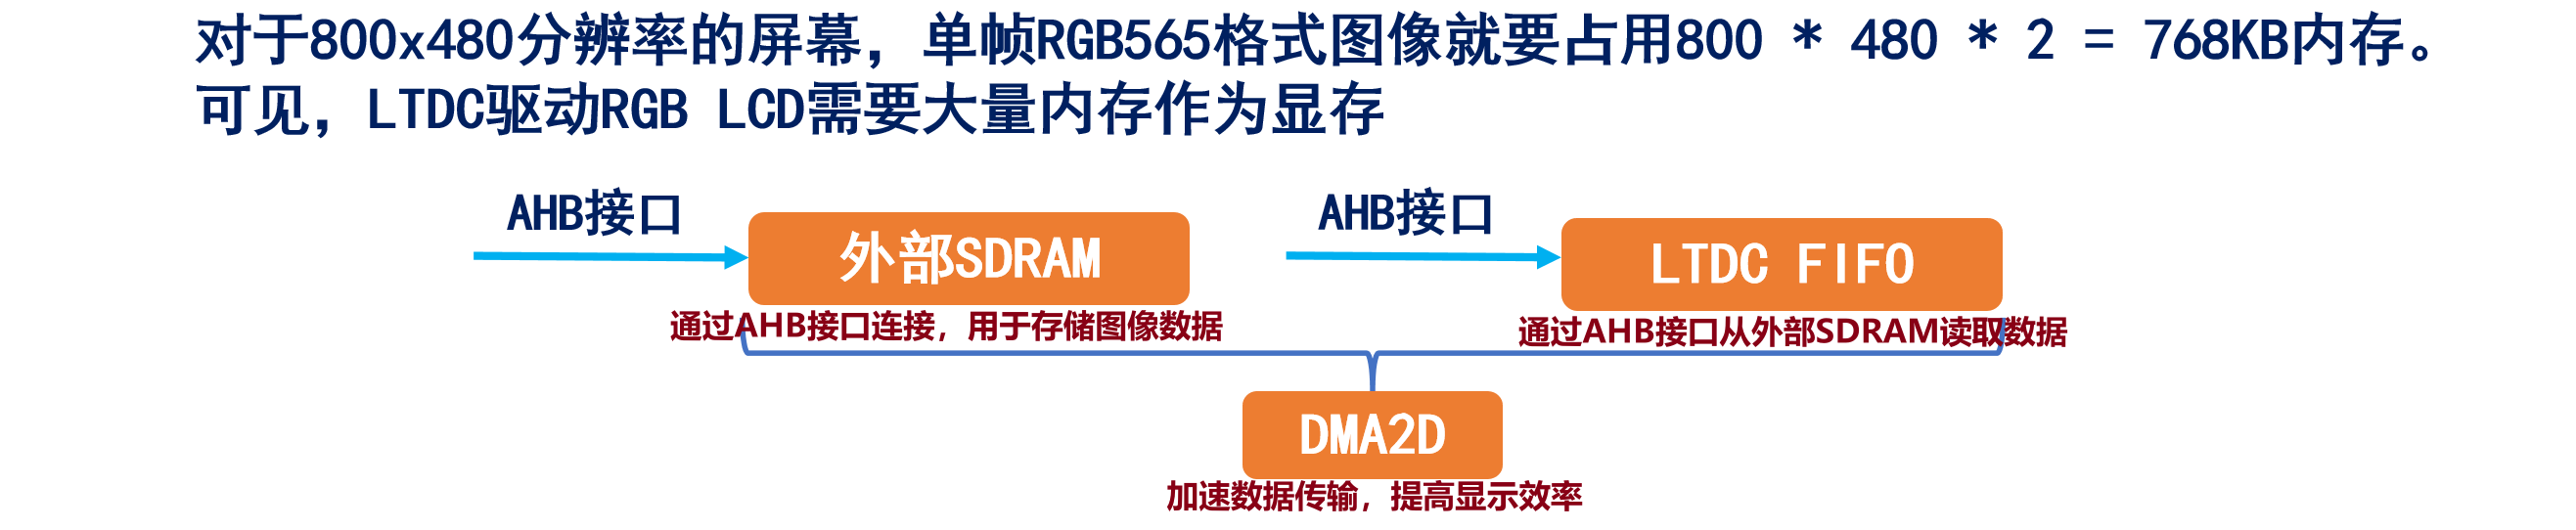 对于800x480分辨率的屏幕，单帧RGB565格式图像就要占用800 * 480 * 2 = 768KB内存。
可见，LTDC驱动RGB LCD需要大量内存作为显存
AHB接口
外部SDRAM
通过AHB接口连接，用于存储图像数据
AHB接口
LTDC FIFO
通过AHB接口从外部SDRAM读取数据
DMA2D
加速数据传输，提高显示效率